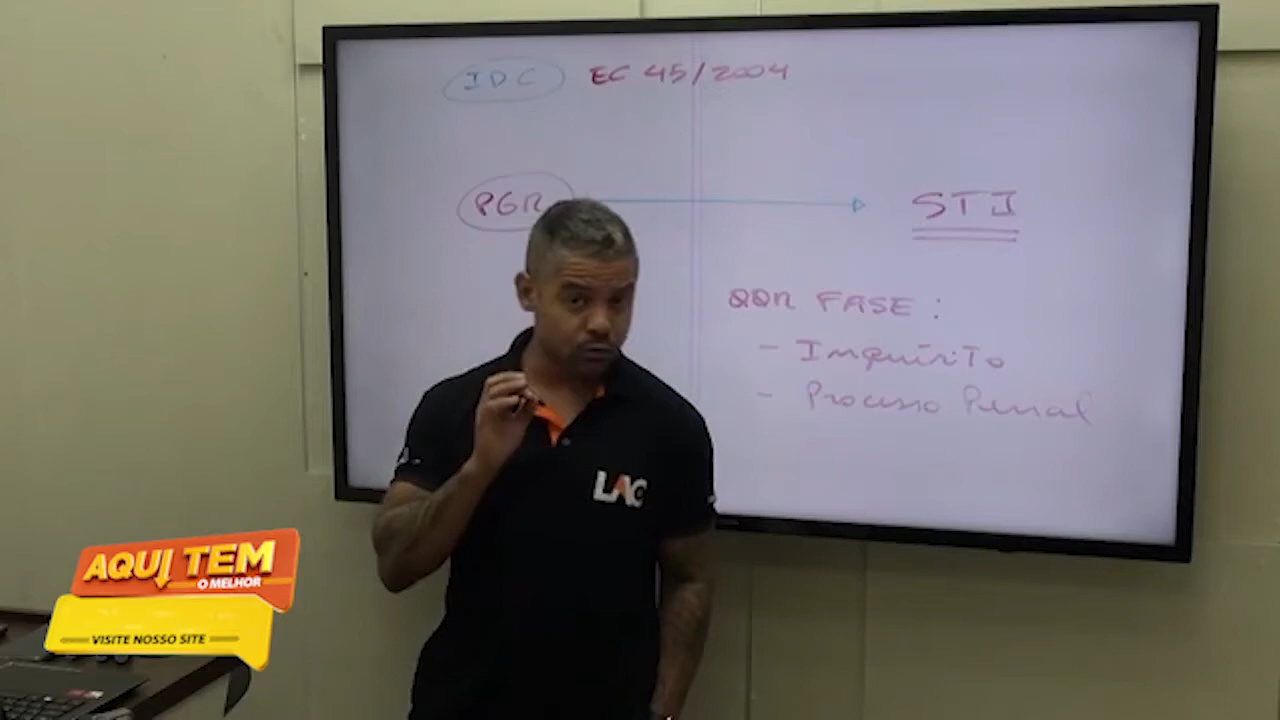 IDC EC 45/2004
PGR STJ
QQR FASE:
- Inquérito
- Processo Penal
LAC
AQUI TEM
O MELHOR
VISITE NOSSO SITE